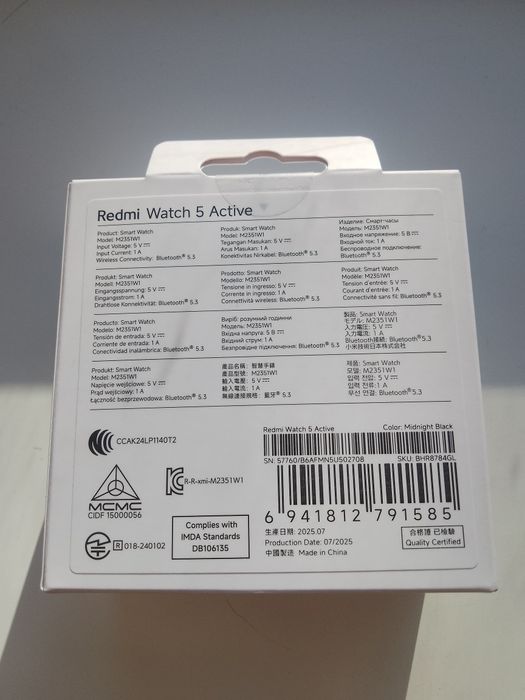 Redmi Watch 5 Active
Product: Smart Watch
Model: M2351W1
Input Voltage: 5 V⎓
Input Current: 1 A
Wireless Connectivity: Bluetooth® 5.3
Produk: Smart Watch
Model: M2351W1
Tegangan Masukan: 5 V⎓
Arus Masukan: 1 A
Konektivitas Nirkabel: Bluetooth® 5.3
Изделие: Смарт-часы
Модель: M2351W1
Входное напряжение: 5 В⎓
Входной ток: 1 А
Беспроводное подключение:
Bluetooth® 5.3
Produkt: Smart Watch
Modell: M2351W1
Eingangsspannung: 5 V⎓
Eingangsstrom: 1 A
Drahtlose Konnektivität: Bluetooth® 5.3
Prodotto: Smart Watch
Modello: M2351W1
Tensione in ingresso: 5 V⎓
Corrente in ingresso: 1 A
Connettività wireless: Bluetooth® 5.3
Produit: Smart Watch
Modèle: M2351W1
Tension d'entrée: 5 V⎓
Courant d'entrée: 1 A
Connectivité sans fil: Bluetooth® 5.3
Producto: Smart Watch
Modelo: M2351W1
Tensión de entrada: 5 V⎓
Corriente de entrada: 1 A
Conectividad inalámbrica: Bluetooth® 5.3
Виріб: розумний годинник
Модель: M2351W1
Вхідна напруга: 5 В⎓
Вхідний струм: 1 А
Безпровідне підключення: Bluetooth® 5.3
製品: Smart Watch
モデル: M2351W1
入力電圧: 5 V⎓
入力電流: 1 A
Bluetooth接続: Bluetooth® 5.3
小米技術日本株式会社
Produkt: Smart Watch
Model: M2351W1
Napięcie wejściowe: 5 V⎓
Prąd wejściowy: 1 A
Łączność bezprzewodowa: Bluetooth® 5.3
產品名稱: 智慧手錶
產品型號: M2351W1
輸入電壓: 5 V⎓
輸入電流: 1 A
無線連接規格: 藍牙® 5.3
제품: Smart Watch
모델: M2351W1
입력 전압: 5 V⎓
입력 전류: 1 A
무선 연결: Bluetooth® 5.3
CCAK24LP1140T2
MCMC
CIDF 15000056
R-R-xmi-M2351W1
R 018-240102
Complies with
IMDA Standards
DB106135
Redmi Watch 5 Active Color: Midnight Black
SN: 57760/B6AFMN5U502708 SKU: BHR8784GL
6 941812 791585
生產日期: 2025.07
Production Date: 07/2025
中國製造 Made in China
合格證 已檢驗
Quality Certified